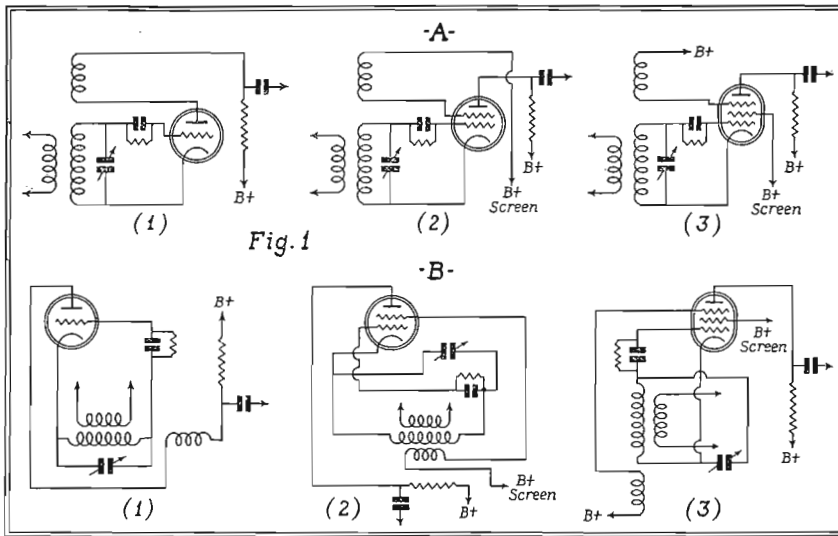 -A-
B+
(1)
B+
Screen
B+
(2)
B+
B+
Screen
B+
(3)
Fig.1
-B-
B+
(1)
B+
Screen
B+
(2)
B+
Screen
B+
B+
(3)